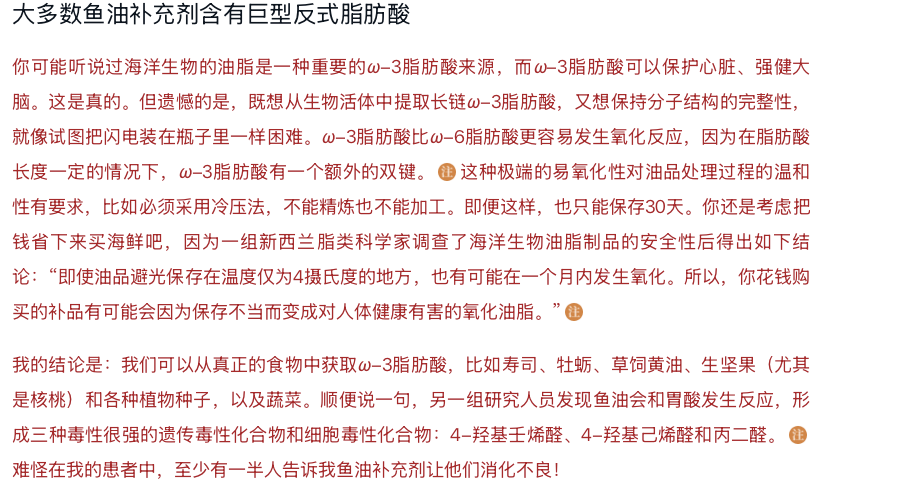 大多数鱼油补充剂含有巨型反式脂肪酸
你可能听说过海洋生物的油脂是一种重要的ω–3脂肪酸来源，而ω–3脂肪酸可以保护心脏、强健大
脑。这是真的。但遗憾的是，既想从生物活体中提取长链ω–3脂肪酸，又想保持分子结构的完整性，
就像试图把闪电装在瓶子里一样困难。ω–3脂肪酸比ω–6脂肪酸更容易发生氧化反应，因为在脂肪酸
长度一定的情况下，ω–3脂肪酸有一个额外的双键。注这种极端的易氧化性对油品处理过程的温和
性有要求，比如必须采用冷压法，不能精炼也不能加工。即便这样，也只能保存30天。你还是考虑把
钱省下来买海鲜吧，因为一组新西兰脂类科学家调查了海洋生物油脂制品的安全性后得出如下结
论：“即使油品避光保存在温度仅为4摄氏度的地方，也有可能在一个月内发生氧化。所以，你花钱购
买的补品有可能会因为保存不当而变成对人体健康有害的氧化油脂。”注
我的结论是：我们可以从真正的食物中获取ω–3脂肪酸，比如寿司、牡蛎、草饲黄油、生坚果（尤其
是核桃）和各种植物种子，以及蔬菜。顺便说一句，另一组研究人员发现鱼油会和胃酸发生反应，形
成三种毒性很强的遗传毒性化合物和细胞毒性化合物：4–羟基壬烯醛、4–羟基己烯醛和丙二醛。注
难怪在我的患者中，至少有一半人告诉我鱼油补充剂让他们消化不良！